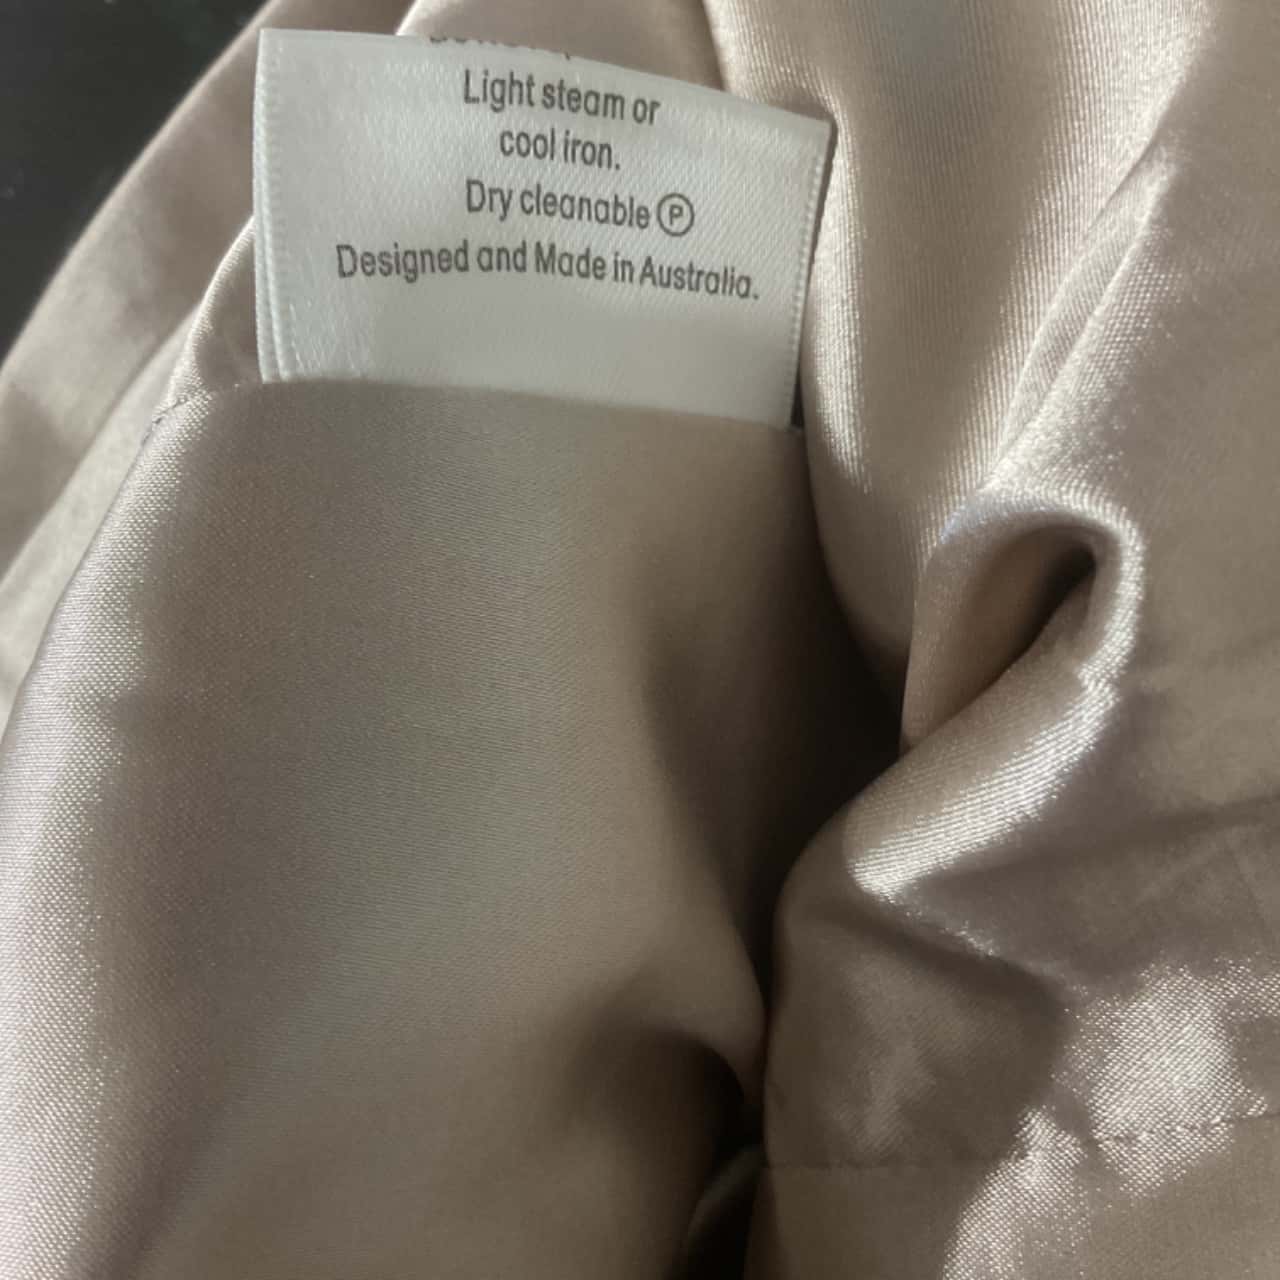 Light steam or
cool iron.
Dry cleanable Ⓟ
Designed and Made in Australia.